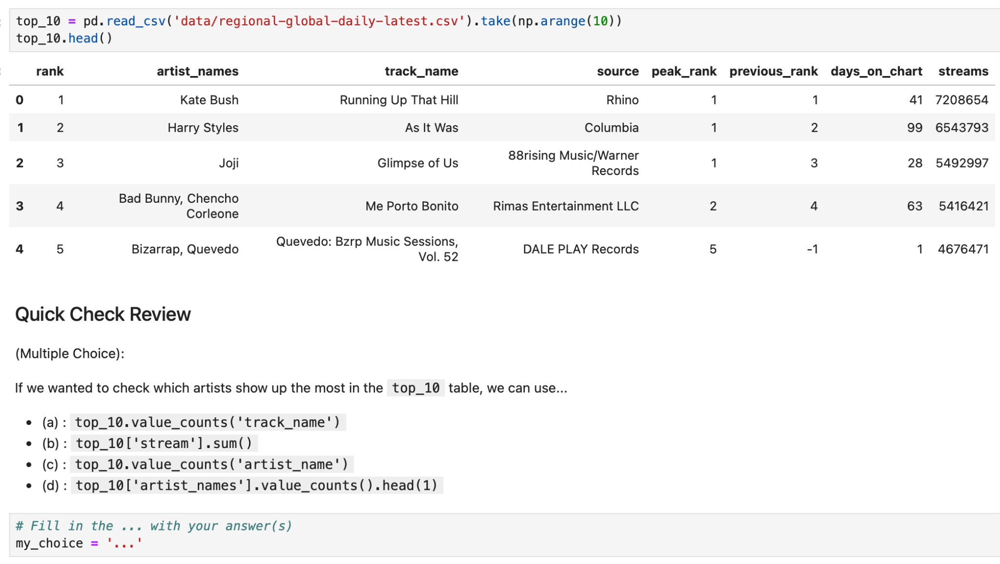 top_10 = pd.read_csv('data/regional-global-daily-latest.csv').take(np.arange(10))
top_10.head()
rank artist_names track_name source peak_rank previous_rank days_on_chart streams
0 1 Kate Bush Running Up That Hill Rhino 1 1 41 7208654
1 2 Harry Styles As It Was Columbia 1 2 99 6543793
2 3 Joji Glimpse of Us 88rising Music/Warner Records 1 3 28 5492997
3 4 Bad Bunny, Chencho Corleone Me Porto Bonito Rimas Entertainment LLC 2 4 63 5416421
4 5 Bizarrap, Quevedo Quevedo: Bzrp Music Sessions, Vol. 52 DALE PLAY Records 5 -1 1 4676471
Quick Check Review
(Multiple Choice):
If we wanted to check which artists show up the most in the top_10 table, we can use...
• (a) : top_10.value_counts('track_name')
• (b) : top_10['stream'].sum()
• (c) : top_10.value_counts('artist_name')
• (d) : top_10['artist_names'].value_counts().head(1)
# Fill in the ... with your answer(s)
my_choice = '...'